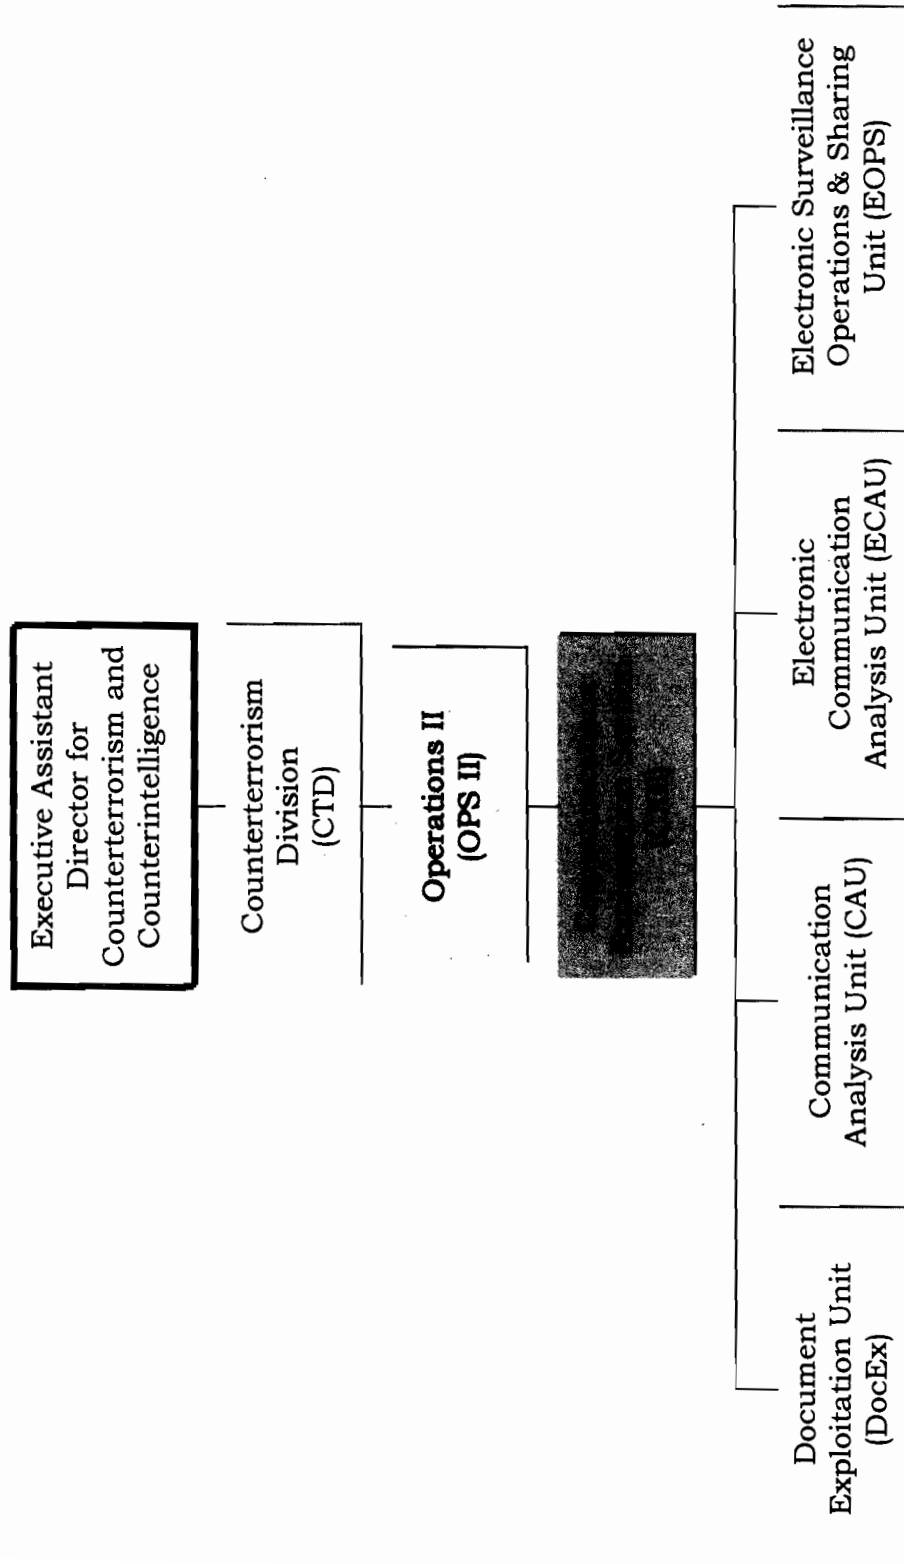 Executive Assistant
Director for
Counterterrorism and
Counterintelligence
Counterterrorism
Division
(CTD)
Operations II
(OPS II)
Document
Exploitation Unit
(DocEx)
Communication
Analysis Unit (CAU)
Electronic
Communication
Analysis Unit (ECAU)
Electronic Surveillance
Operations & Sharing
Unit (EOPS)